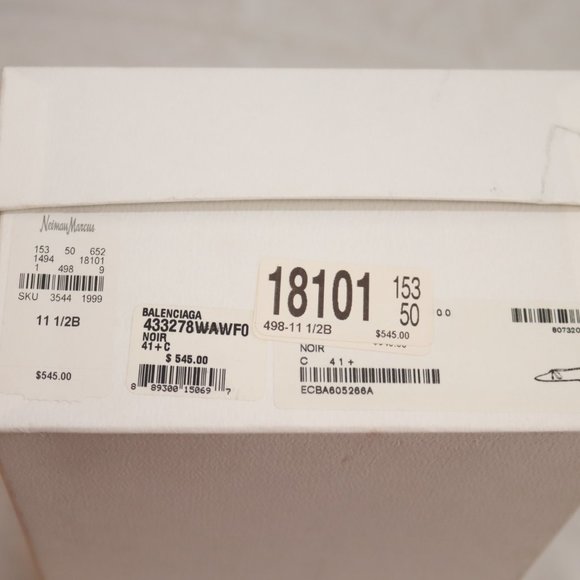 Neiman Marcus
153 50 652
1494 18101
1 498 9
SKU 3544 1999
11 1/2B
$545.00
BALENCIAGA
433278WAWF0
NOIR
41+C
$ 545.00
8 89300 15069 7
18101
153
50
498-11 1/2B
$545.00
NOIR
C 41+
ECBA605266A